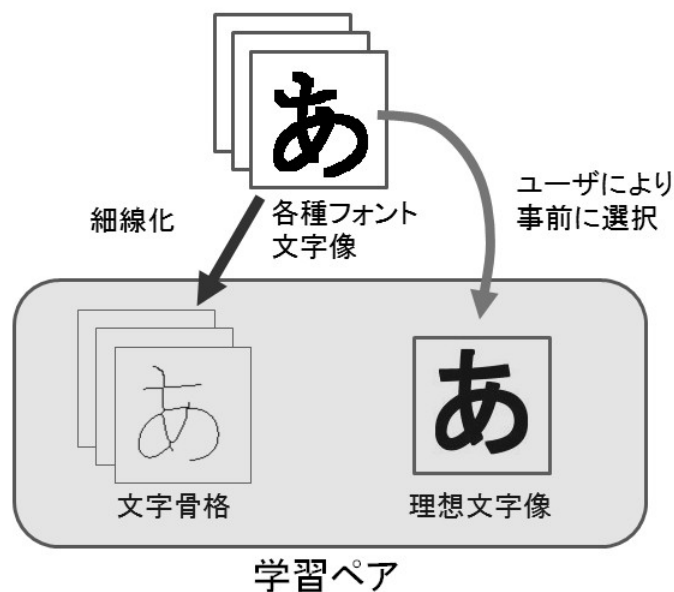 あ
細線化
各種フォント
文字像
ユーザにより
事前に選択
あ
あ
文字骨格
理想文字像
学習ペア